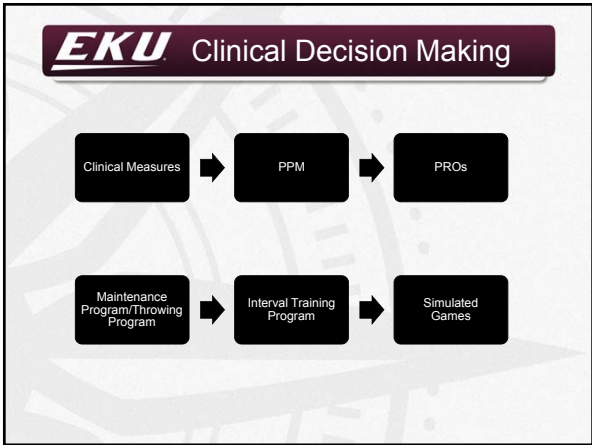 EKU Clinical Decision Making
Clinical Measures
PPM
PROs
Maintenance
Program/Throwing
Program
Interval Training
Program
Simulated
Games